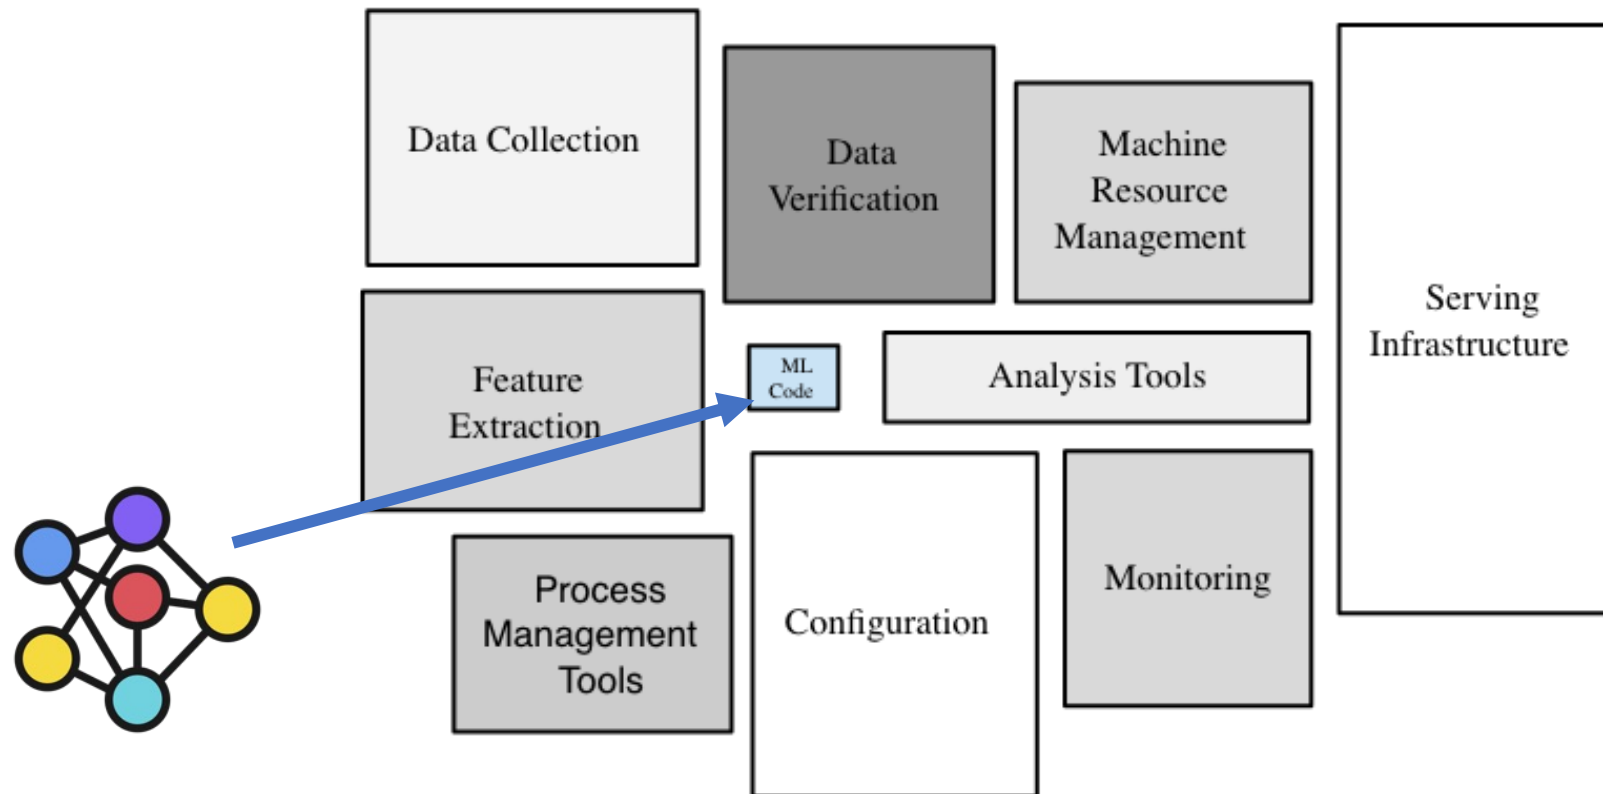 Data Collection
Data
Verification
Machine
Resource
Management
Serving
Infrastructure
Feature
Extraction
ML
Code
Analysis Tools
Process
Management
Tools
Configuration
Monitoring